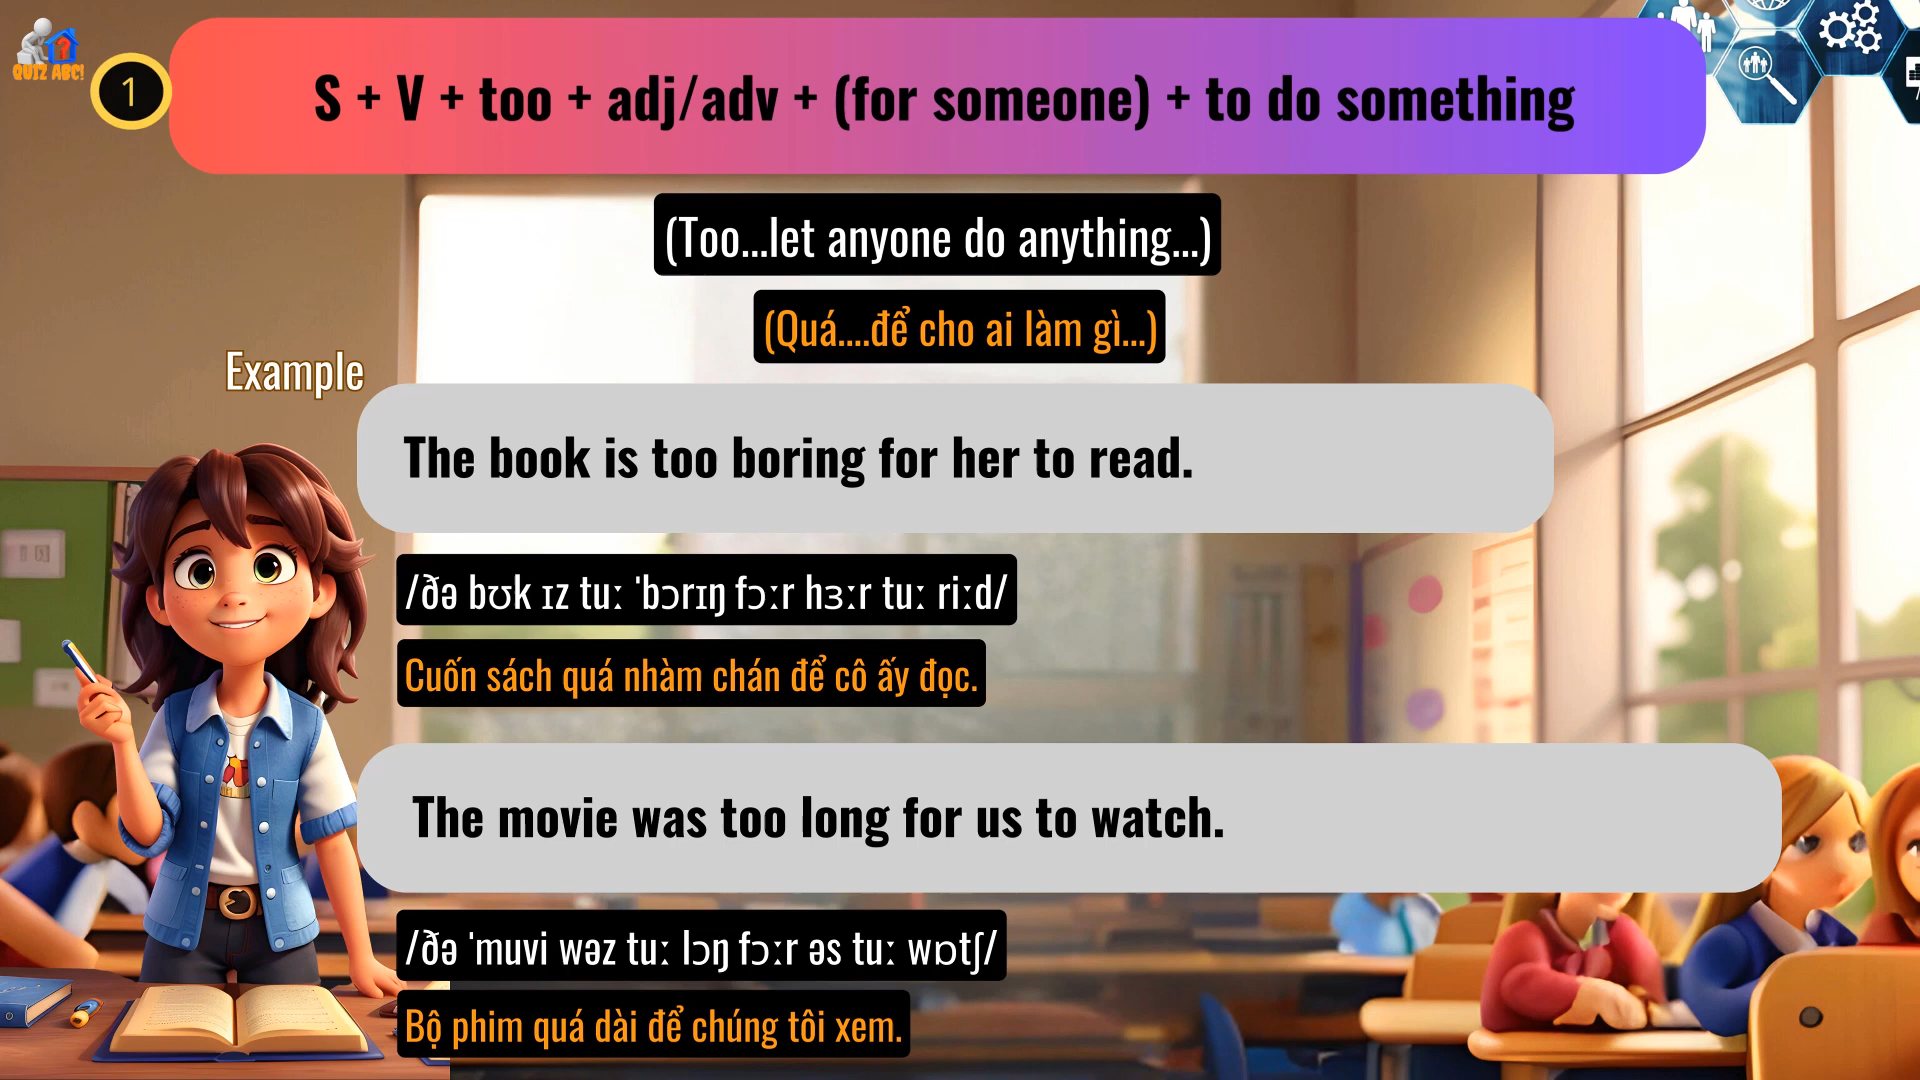 QUIZ ABC!
1
S + V + too + adj/adv + (for someone) + to do something
(Too...let anyone do anything...)
(Quá....để cho ai làm gì...)
Example
The book is too boring for her to read.
/ðə bʊk ɪz tuː ˈbɔrɪŋ fɔːr hɜːr tuː riːd/
Cuốn sách quá nhàm chán để cô ấy đọc.
The movie was too long for us to watch.
/ðə ˈmuvi wəz tuː lɔŋ fɔːr əs tuː wɒtʃ/
Bộ phim quá dài để chúng tôi xem.